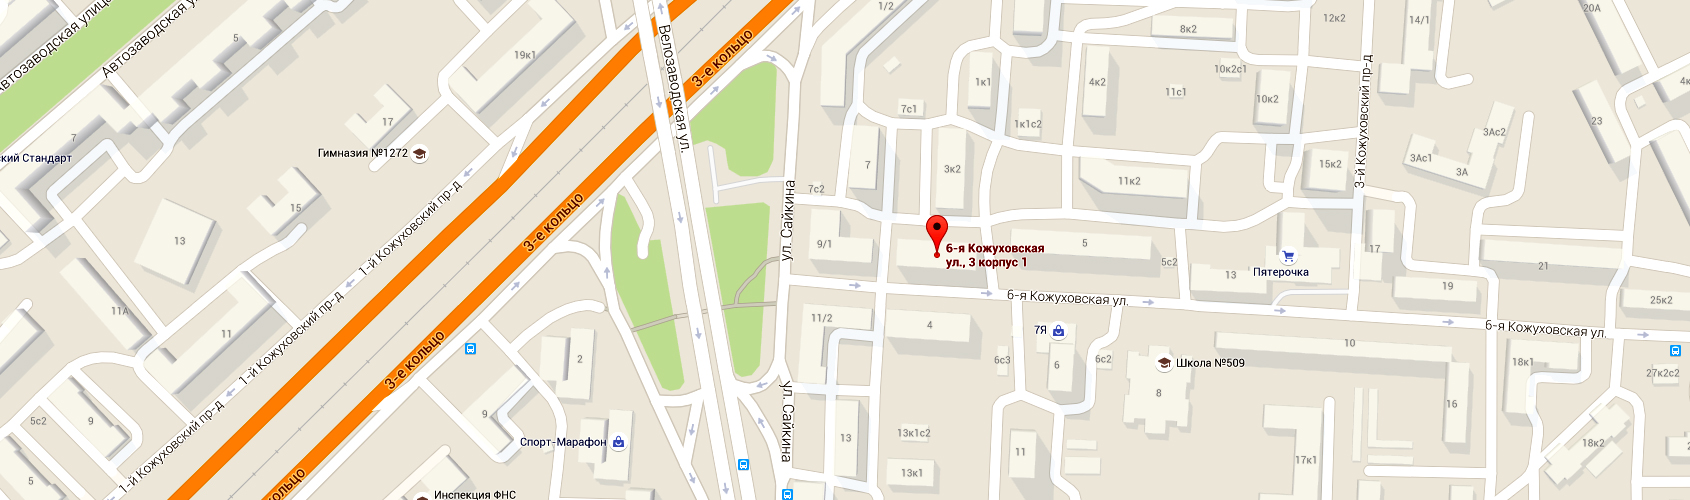 Автозаводская улица
Автозаводская ул.
5
19к1
Велозаводская ул.
3-е кольцо
1/2
8к2
12к2
14/1
20А
7
17
Гимназия №1272
ский Стандарт
1-й Кожуховский пр-д
7с1
1к1
1к1с2
4к2
11с1
10к2с1
10к2
3-й Кожуховский пр-д
23
3Ас2
3Ас1
3А
15к2
7
3к2
11к2
7с2
ул. Сайкина
13
15
3-е кольцо
9/1
6-я Кожуховская
ул., 3 корпус 1
5
5с2
13
Пятерочка
17
21
19
25к2
6-я Кожуховская ул.
6-я Кожуховская ул.
11А
11
1-й Кожуховский пр-д
3-е кольцо
2
11/2
4
7Я
6с3
6
6с2
Школа №509
8
10
16
18к1
27к2с2
5с2
9
9
Спорт-Марафон
ул. Сайкина
13
13к1с2
13к1
11
17к1
18к2
5
1-й Кожуховский пр-д
кольцо
Инспекция ФНС